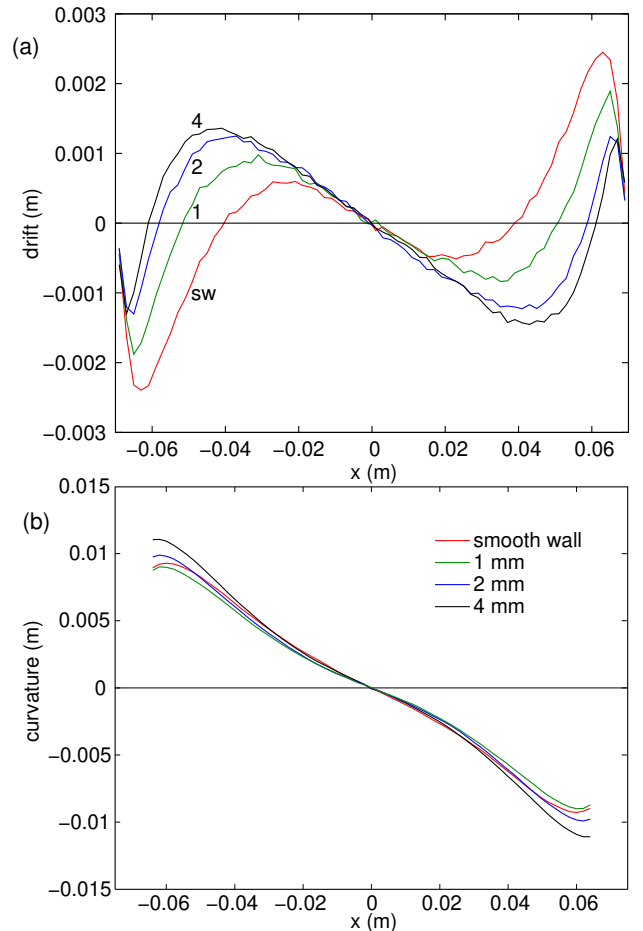 (a)
0.003
0.002
0.001
0
−0.001
−0.002
−0.003
drift (m)
4
2
1
sw
−0.06 −0.04 −0.02 0 0.02 0.04 0.06
x (m)
(b)
0.015
0.01
0.005
0
−0.005
−0.01
−0.015
curvature (m)
smooth wall
1 mm
2 mm
4 mm
−0.06 −0.04 −0.02 0 0.02 0.04 0.06
x (m)